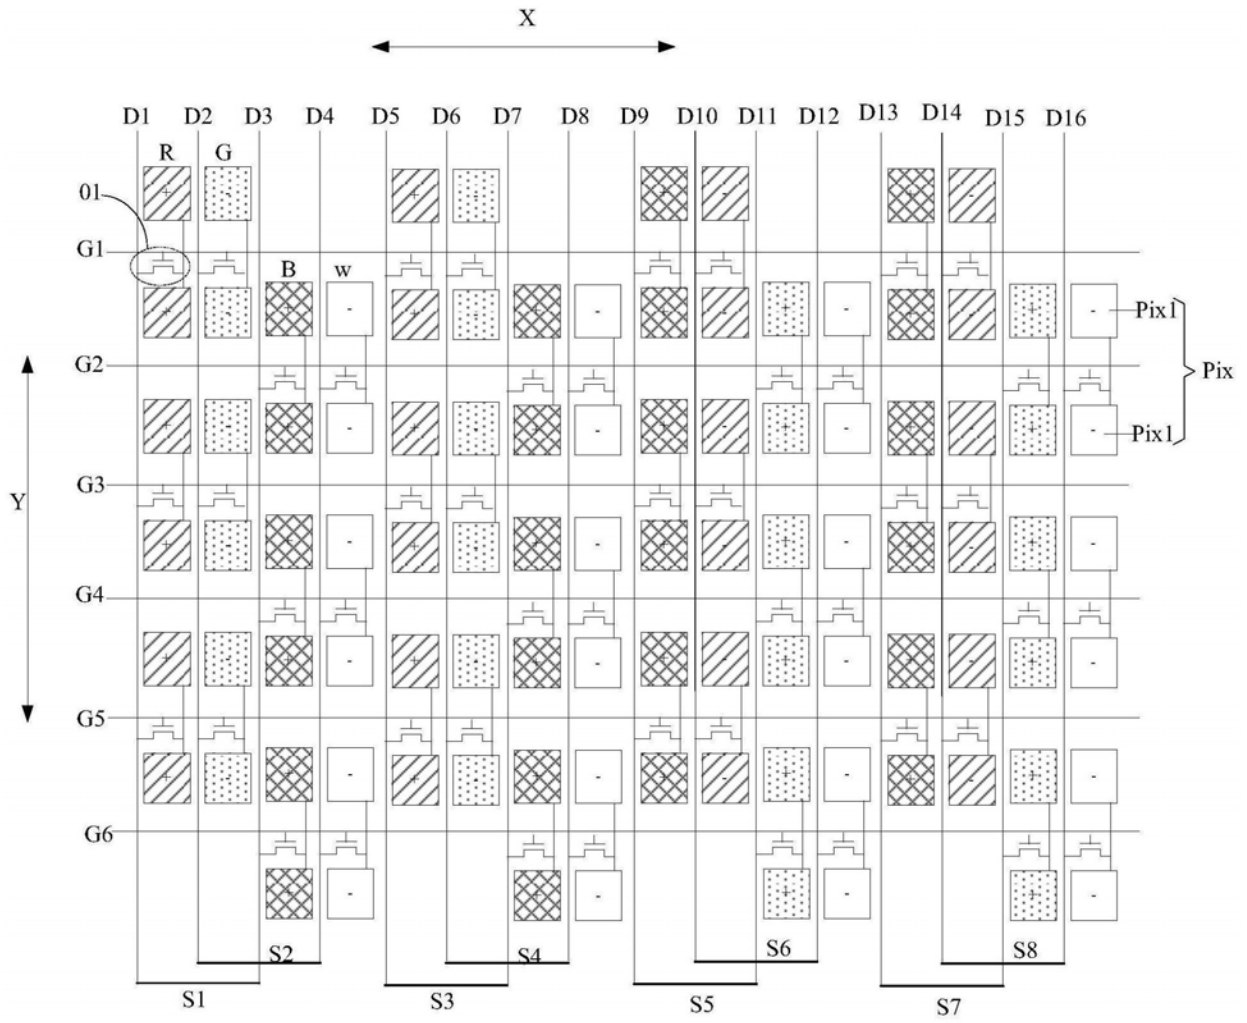 X
D1 D2 D3 D4 D5 D6 D7 D8 D9 D10 D11 D12 D13 D14 D15 D16
R G
01
G1
B w
Pix1
G2
Pix
Pix1
G3
Y
G4
G5
G6
S2 S4 S6 S8
S1 S3 S5 S7